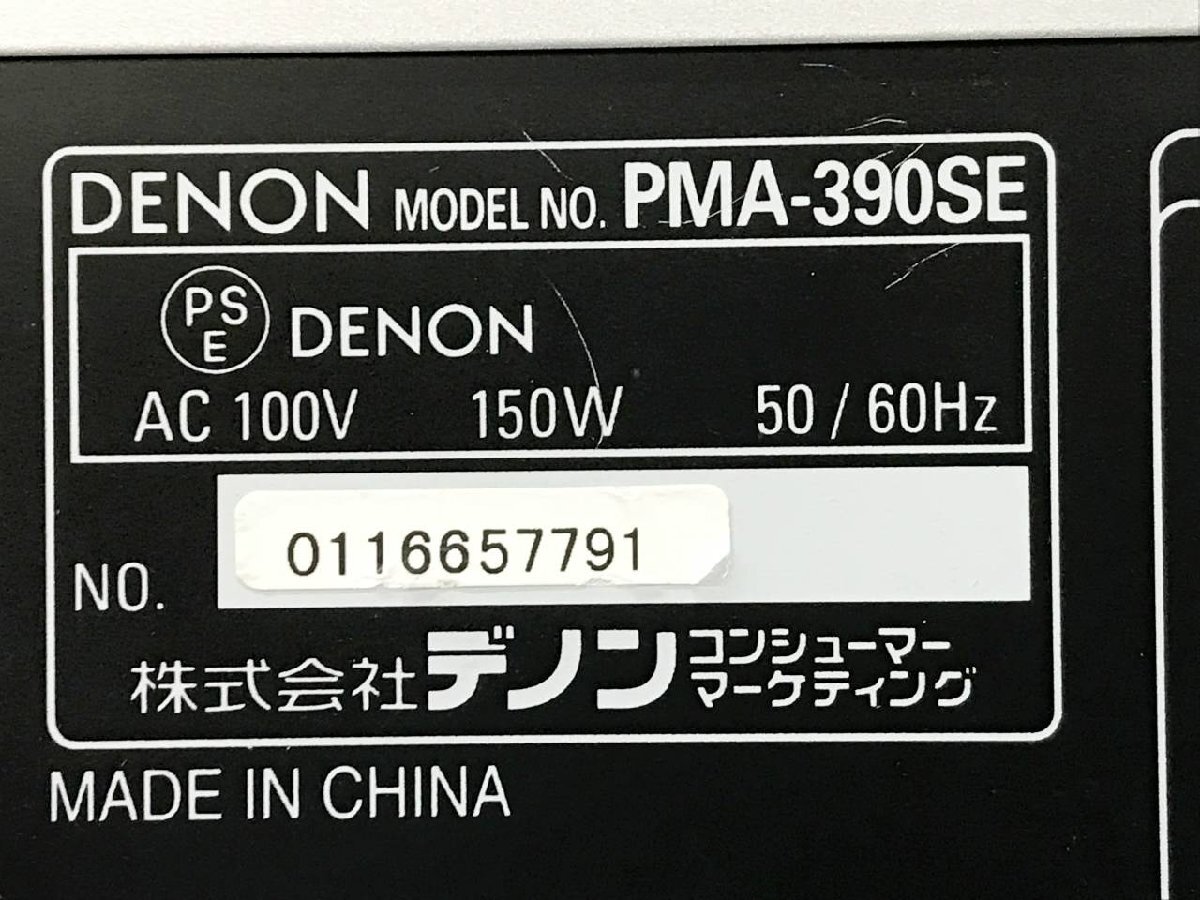 DENON MODEL NO. PMA-390SE
PS
E
DENON
AC 100V 150W 50 / 60Hz
NO. 0116657791
株式会社デノン コンシューマー
マーケティング
MADE IN CHINA